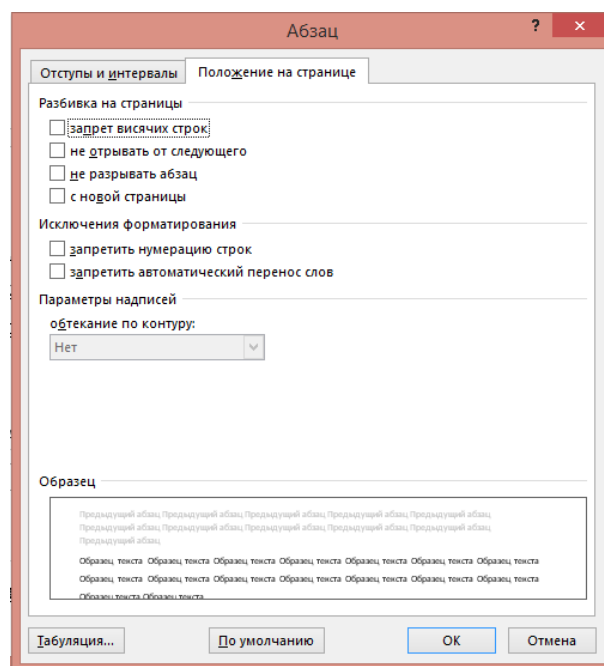 Абзац
?
×
Отступы и интервалы
Положение на странице
Разбивка на страницы
запрет висячих строк
не отрывать от следующего
не разрывать абзац
с новой страницы
Исключения форматирования
запретить нумерацию строк
запретить автоматический перенос слов
Параметры надписей
обтекание по контуру:
Нет
Образец
Предыдущий абзац Предыдущий абзац Предыдущий абзац Предыдущий абзац Предыдущий абзац
Предыдущий абзац Предыдущий абзац Предыдущий абзац Предыдущий абзац Предыдущий абзац
Предыдущий абзац
Образец текста Образец текста Образец текста Образец текста Образец текста Образец текста Образец текста
Образец текста Образец текста Образец текста Образец текста Образец текста Образец текста Образец текста
Образец текста Образец текста
Табуляция...
По умолчанию
ОК
Отмена